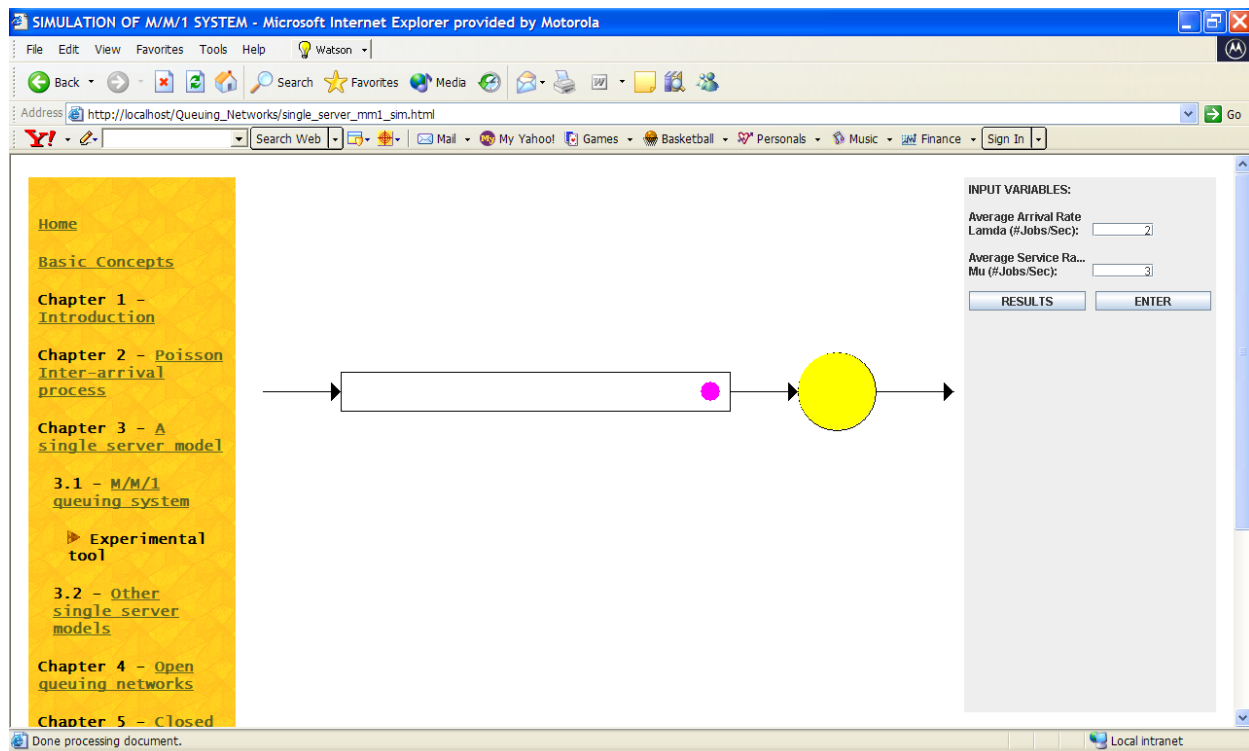 SIMULATION OF M/M/1 SYSTEM - Microsoft Internet Explorer provided by Motorola
File Edit View Favorites Tools Help Watson
Back Search Favorites Media
Address http://localhost/Queuing_Networks/single_server_mm1_sim.html Go
Y! Search Web Mail My Yahoo! Games Basketball Personals Music Finance Sign In
Home
Basic Concepts
Chapter 1 -
Introduction
Chapter 2 - Poisson
Inter-arrival
process
Chapter 3 - A
single server model
3.1 - M/M/1
queuing system
Experimental
tool
3.2 - Other
single server
models
Chapter 4 - Open
queuing networks
Chapter 5 - Closed
INPUT VARIABLES:
Average Arrival Rate
Lamda (#Jobs/Sec): 2
Average Service Ra...
Mu (#Jobs/Sec): 3
RESULTS ENTER
Done processing document. Local intranet